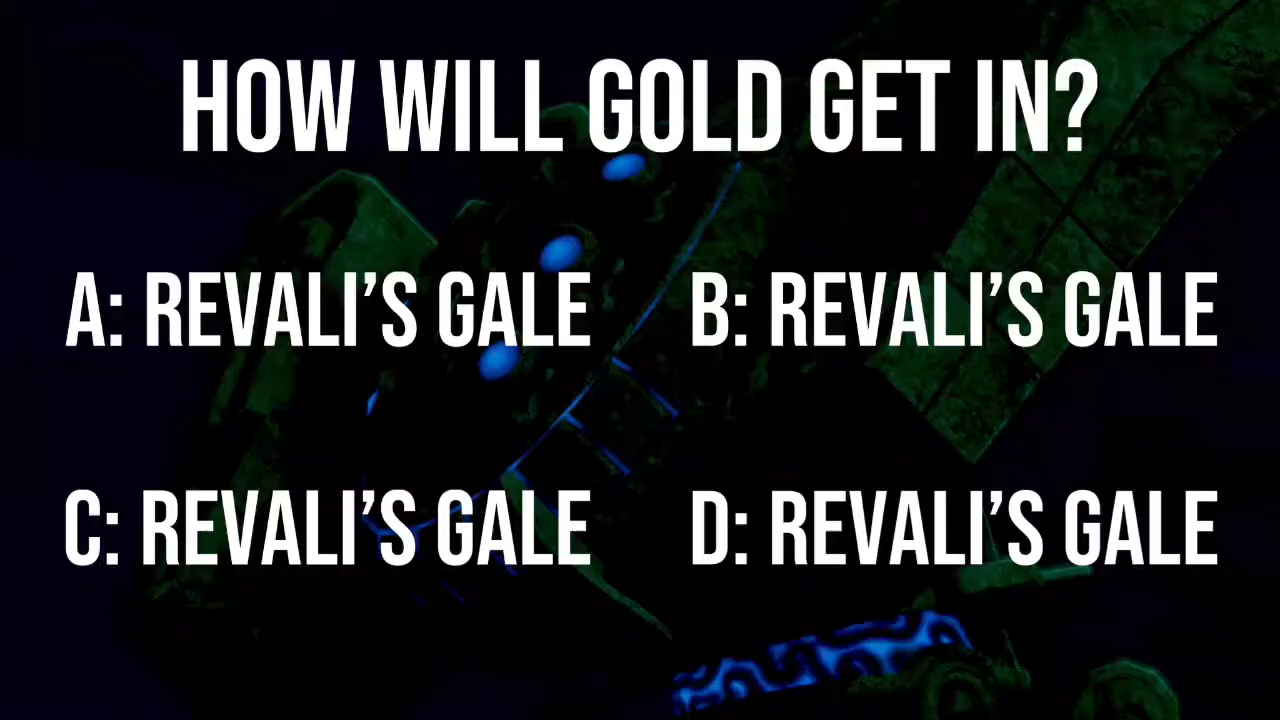 HOW WILL GOLD GET IN?
A: REVALI'S GALE
B: REVALI'S GALE
C: REVALI'S GALE
D: REVALI'S GALE